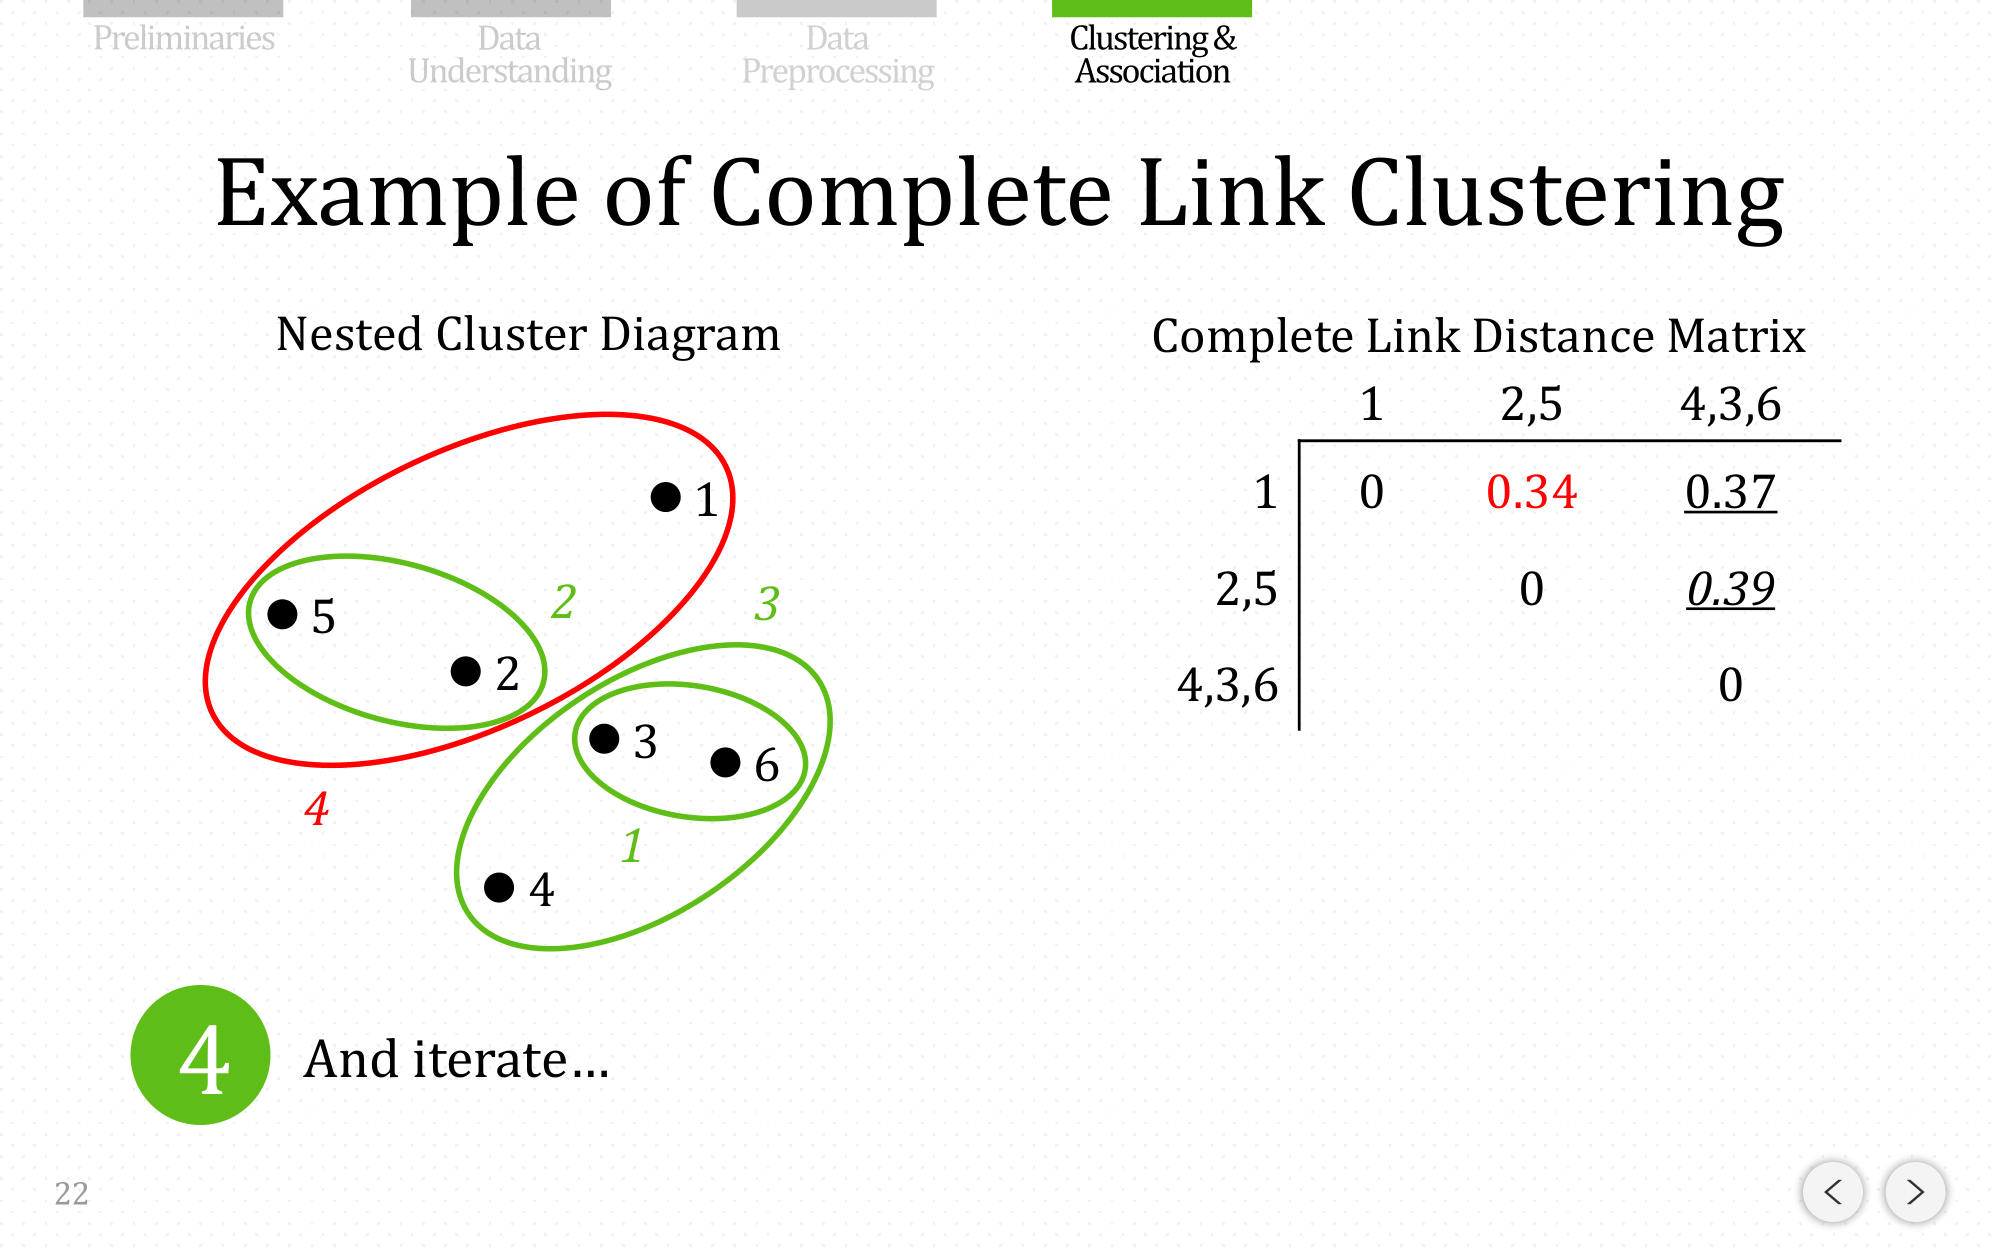 Preliminaries
Data
Understanding
Data
Preprocessing
Clustering &
Association
Example of Complete Link Clustering
Nested Cluster Diagram
1
5
2
2
3
3
6
4
1
4
Complete Link Distance Matrix
1 2,5 4,3,6
1 0 0.34 0.37
2,5 0 0.39
4,3,6 0
4 And iterate...
22